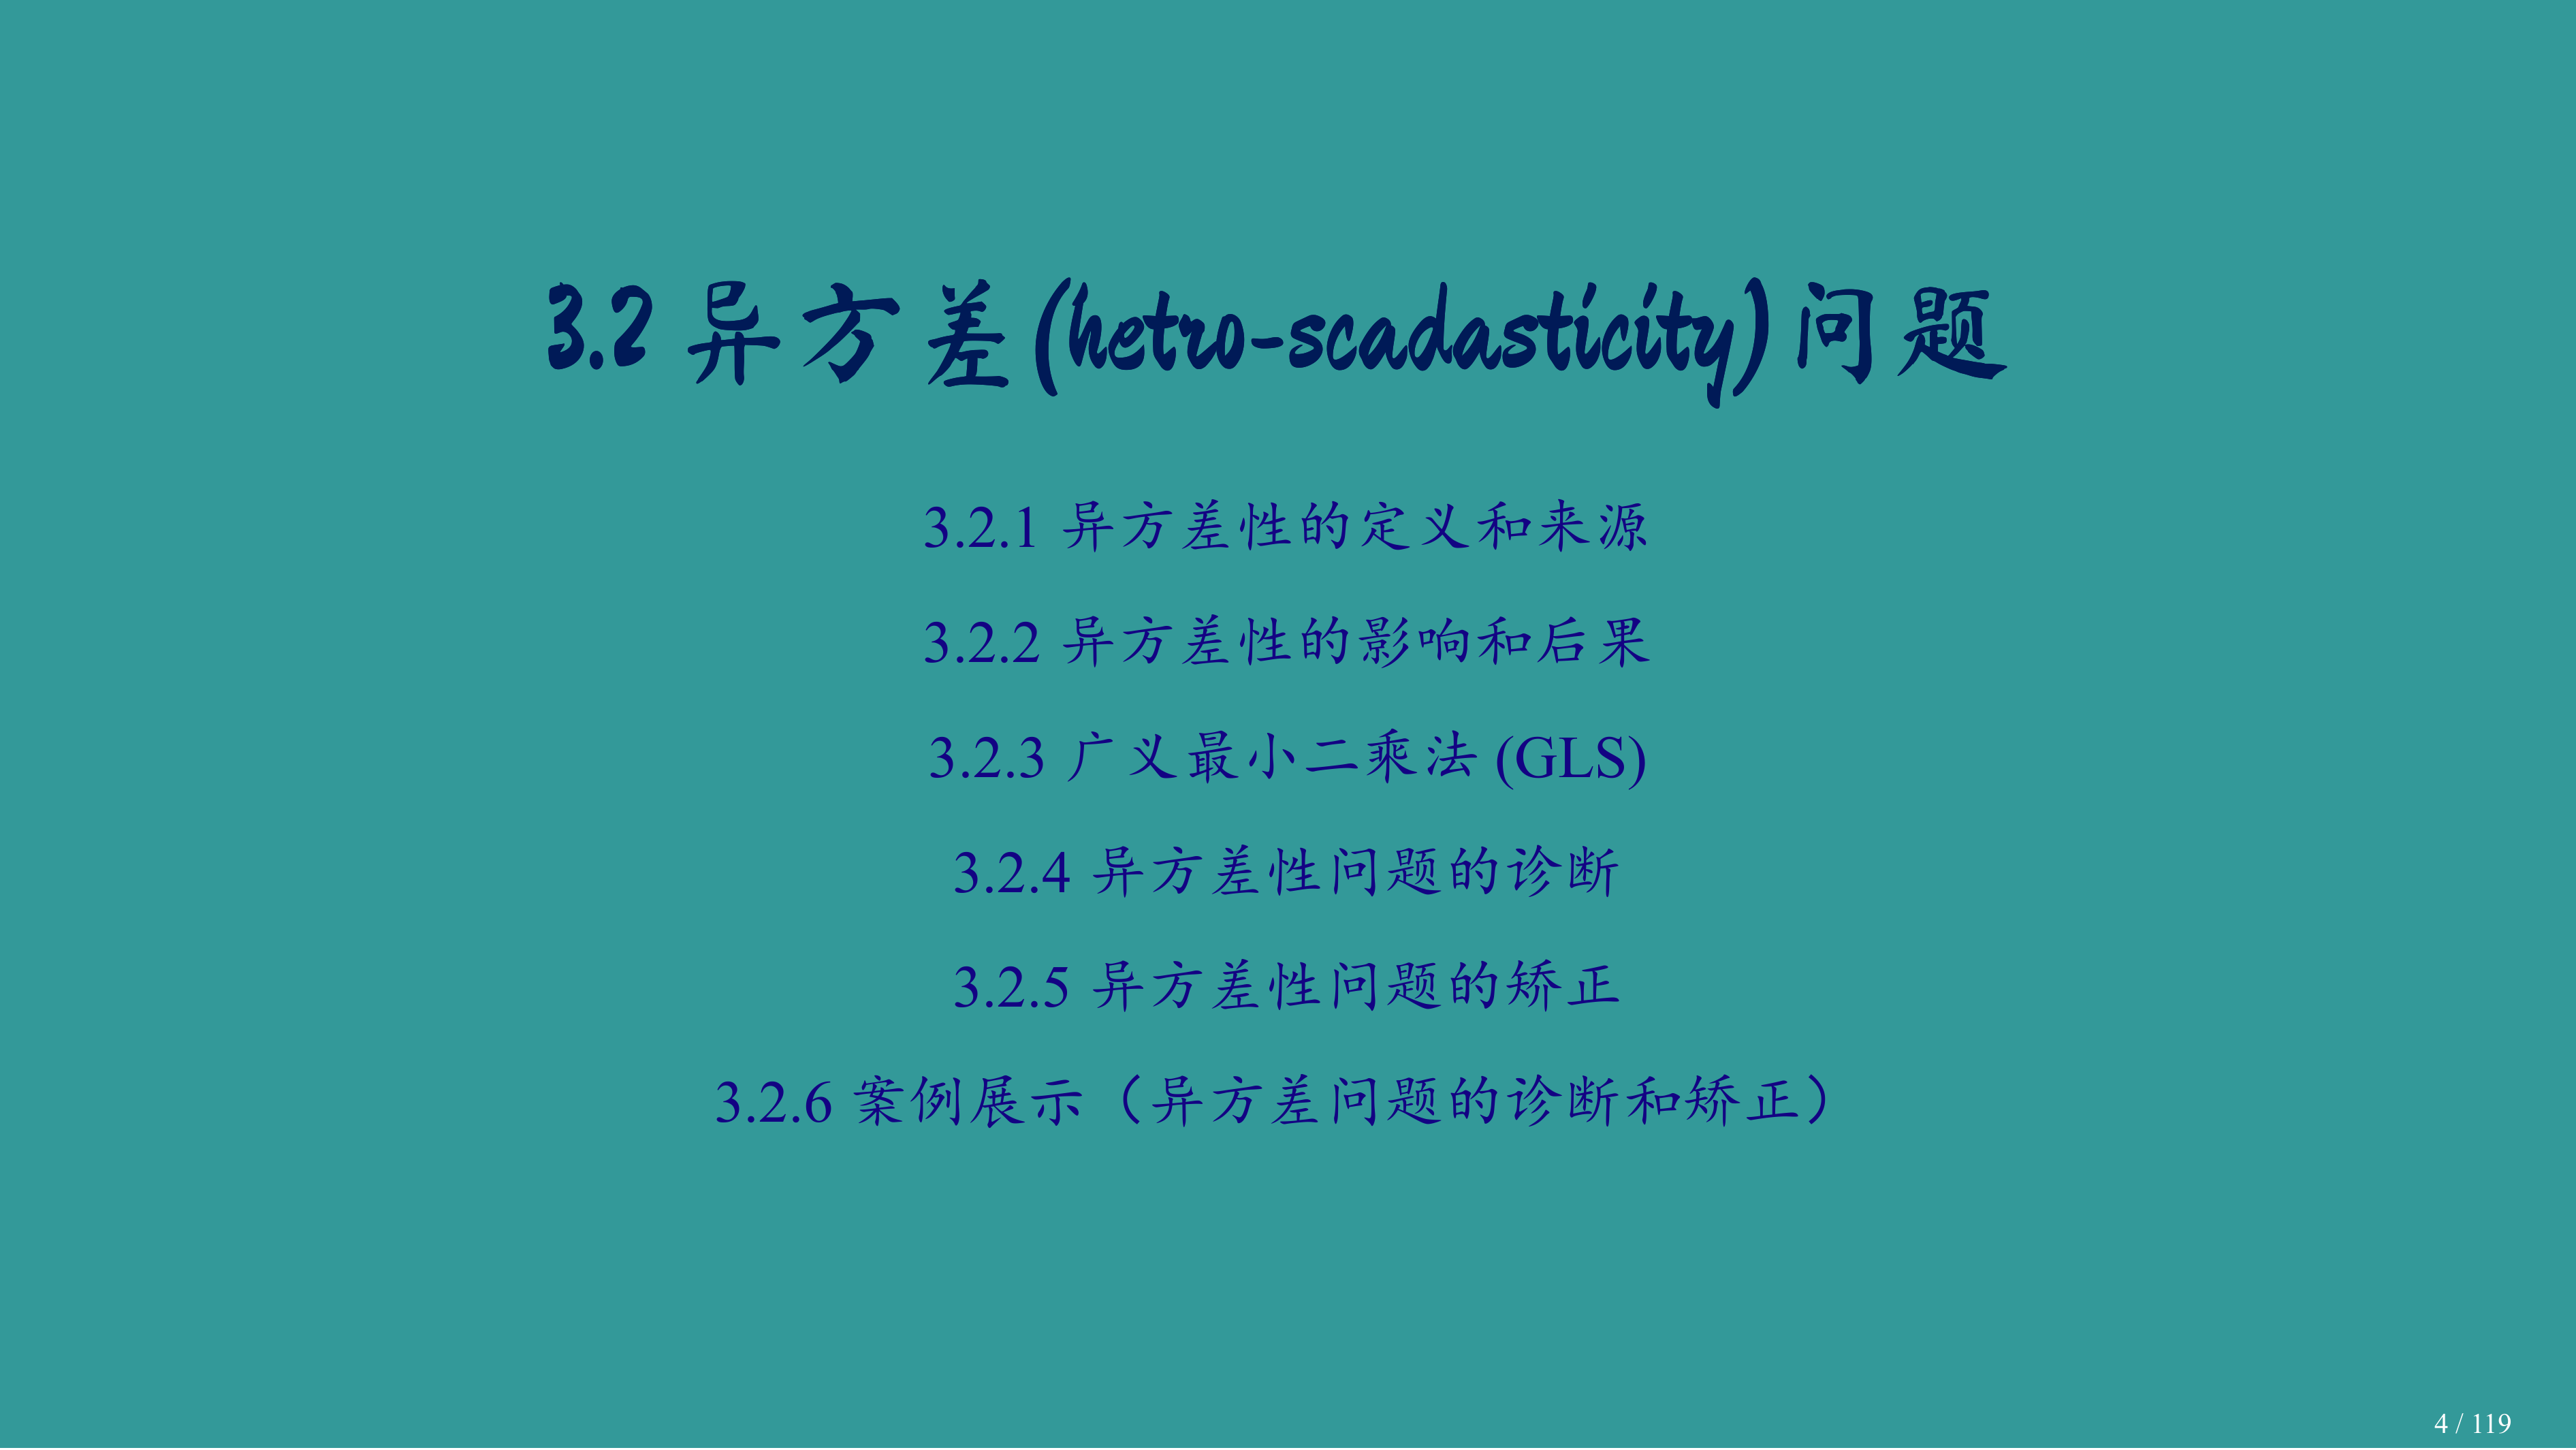 3.2 异方差(hetro-scadasticity)问题
3.2.1 异方差性的定义和来源
3.2.2 异方差性的影响和后果
3.2.3 广义最小二乘法 (GLS)
3.2.4 异方差性问题的诊断
3.2.5 异方差性问题的矫正
3.2.6 案例展示（异方差问题的诊断和矫正）
4 / 119